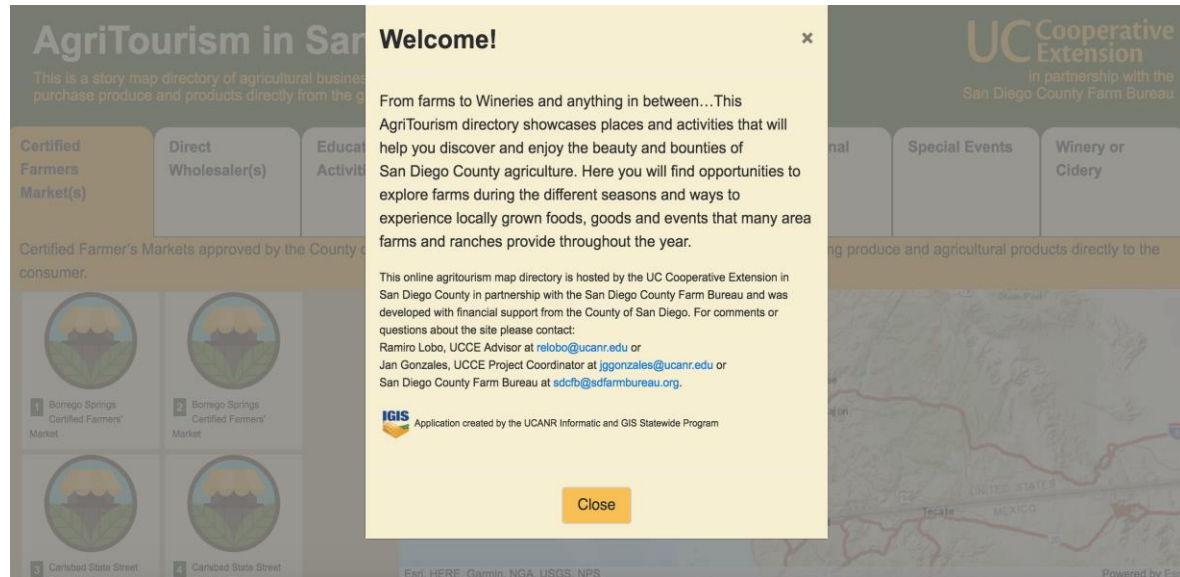 AgriTourism in San
This is a story map directory of agricultural busines
purchase produce and products directly from the g
UC Cooperative
Extension
in partnership with the
San Diego County Farm Bureau
Certified
Farmers
Market(s)
Direct
Wholesaler(s)
Educat
Activiti
nal
Special Events
Winery or
Cidery
Certified Farmer's Markets approved by the County o
ng produce and agricultural products directly to the
consumer.
Welcome!
×
From farms to Wineries and anything in between…This
AgriTourism directory showcases places and activities that will
help you discover and enjoy the beauty and bounties of
San Diego County agriculture. Here you will find opportunities to
explore farms during the different seasons and ways to
experience locally grown foods, goods and events that many area
farms and ranches provide throughout the year.
This online agritourism map directory is hosted by the UC Cooperative Extension in
San Diego County in partnership with the San Diego County Farm Bureau and was
developed with financial support from the County of San Diego. For comments or
questions about the site please contact:
Ramiro Lobo, UCCE Advisor at relobo@ucanr.edu or
Jan Gonzales, UCCE Project Coordinator at jggonzales@ucanr.edu or
San Diego County Farm Bureau at sdcfb@sdfarmbureau.org.
IGIS Application created by the UCANR Informatic and GIS Statewide Program
Close
1 Borrego Springs
Certified Farmers'
Market
2 Borrego Springs
Certified Farmers'
Market
3 Carlsbad State Street
4 Carlsbad State Street
UNITED STATES
MEXICO
Tecate
Esri, HERE, Garmin, NGA, USGS, NPS
Powered by Es